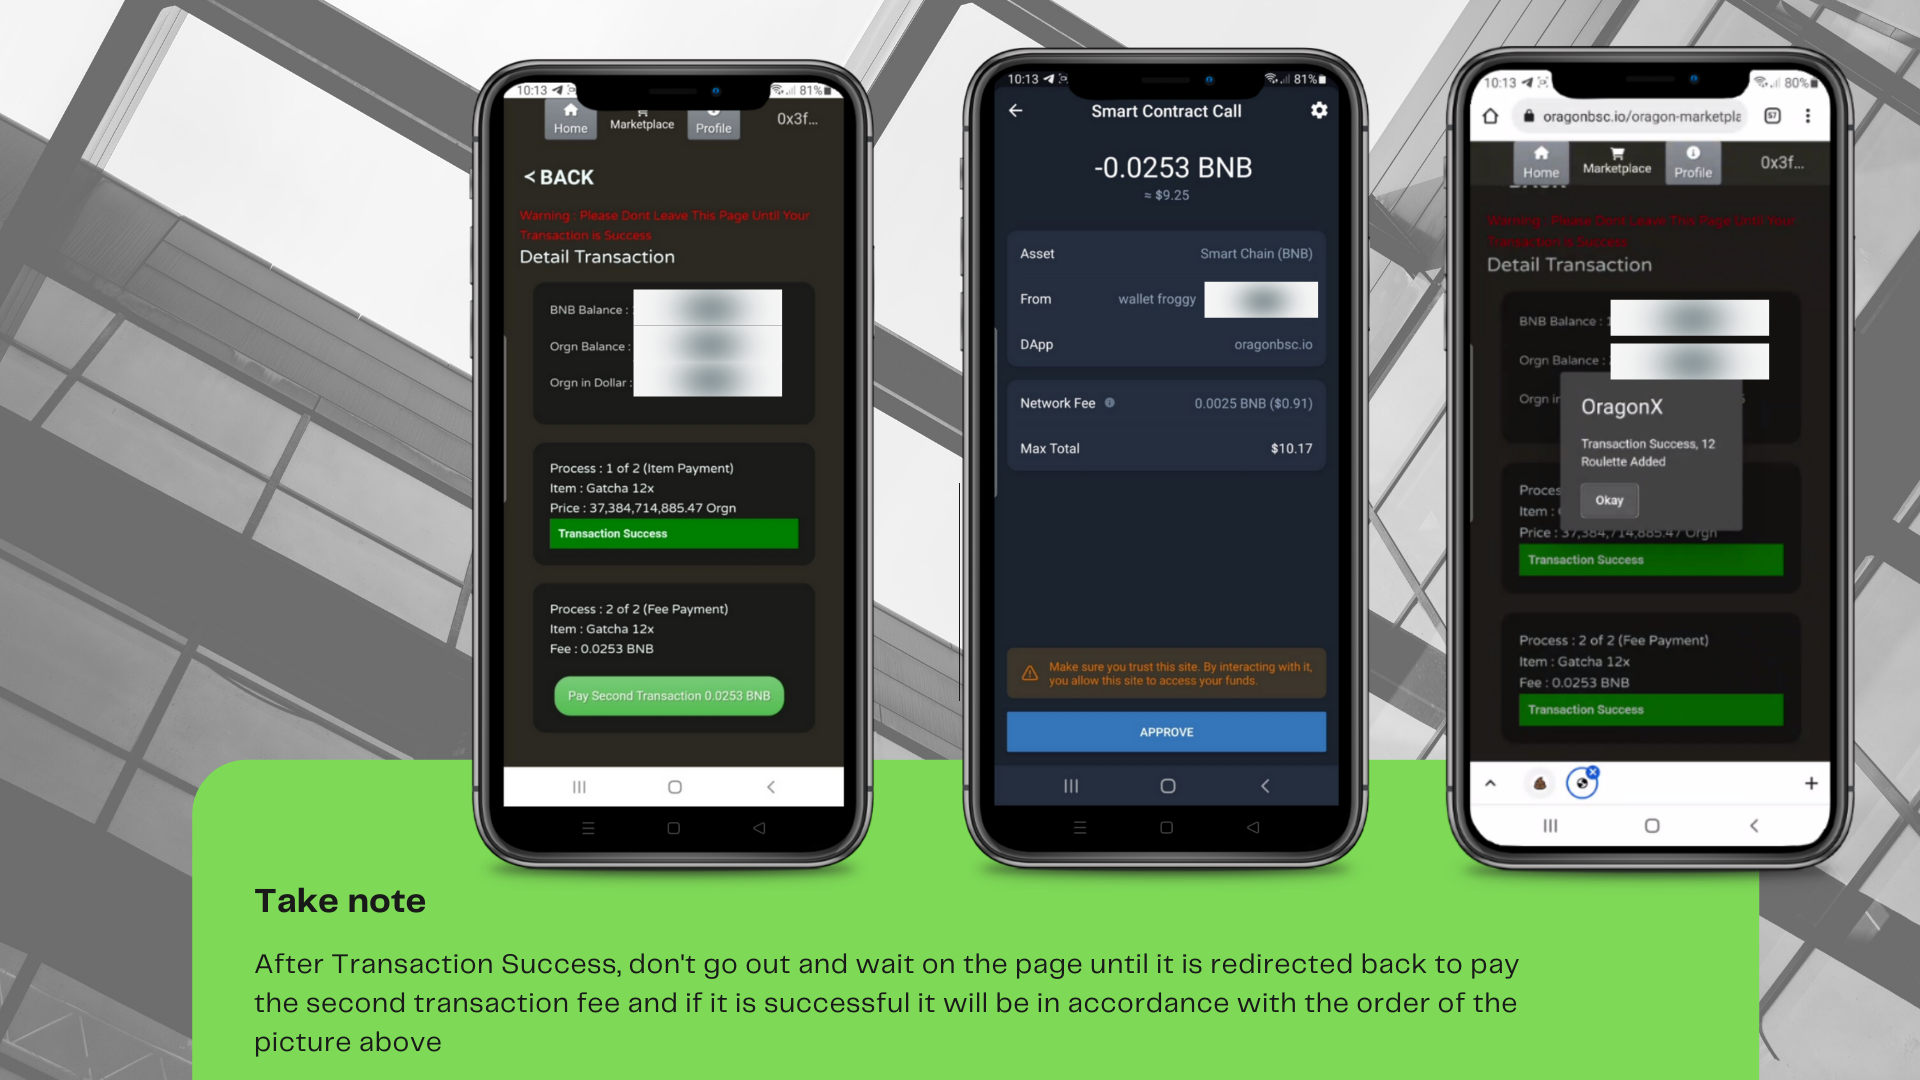 10:13
81%
Home
Marketplace
Profile
0x3f...
< BACK
Warning : Please Dont Leave This Page Until Your
Transaction is Success
Detail Transaction
BNB Balance :
Orgn Balance :
Orgn in Dollar :
Process : 1 of 2 (Item Payment)
Item : Gatcha 12x
Price : 37,384,714,885.47 Orgn
Transaction Success
Process : 2 of 2 (Fee Payment)
Item : Gatcha 12x
Fee : 0.0253 BNB
Pay Second Transaction 0.0253 BNB
10:13
81%
Smart Contract Call
-0.0253 BNB
≈ $9.25
Asset Smart Chain (BNB)
From wallet froggy
DApp oragonbsc.io
Network Fee 0.0025 BNB ($0.91)
Max Total $10.17
Make sure you trust this site. By interacting with it,
you allow this site to access your funds.
APPROVE
10:13
80%
oragonbsc.io/oragon-marketpla
57
Home
Marketplace
Profile
0x3f...
BACK
Warning : Please Dont Leave This Page Until Your
Transaction is Success
Detail Transaction
BNB Balance : 1
Orgn Balance :
Orgn in
OragonX
Transaction Success, 12
Roulette Added
Okay
Proces
Item :
Price : 37,384,714,885.47 Orgn
Transaction Success
Process : 2 of 2 (Fee Payment)
Item : Gatcha 12x
Fee : 0.0253 BNB
Transaction Success
Take note
After Transaction Success, don't go out and wait on the page until it is redirected back to pay
the second transaction fee and if it is successful it will be in accordance with the order of the
picture above